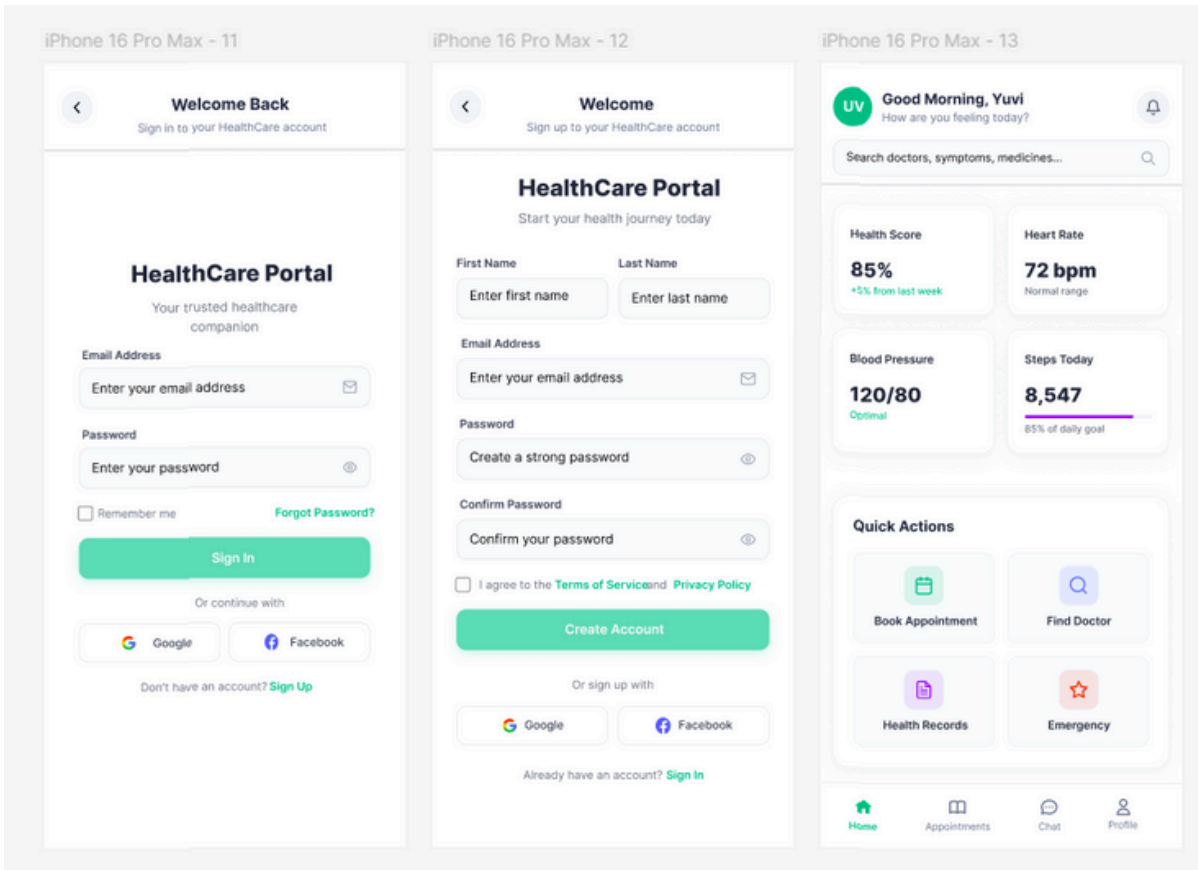 iPhone 16 Pro Max - 11
Welcome Back
Sign in to your HealthCare account
HealthCare Portal
Your trusted healthcare
companion
Email Address
Enter your email address
Password
Enter your password
Remember me
Forgot Password?
Sign In
Or continue with
Google
Facebook
Don't have an account? Sign Up
iPhone 16 Pro Max - 12
Welcome
Sign up to your HealthCare account
HealthCare Portal
Start your health journey today
First Name
Last Name
Enter first name
Enter last name
Email Address
Enter your email address
Password
Create a strong password
Confirm Password
Confirm your password
I agree to the Terms of Service and Privacy Policy
Create Account
Or sign up with
Google
Facebook
Already have an account? Sign In
iPhone 16 Pro Max - 13
UV
Good Morning, Yuvi
How are you feeling today?
Search doctors, symptoms, medicines...
Health Score
85%
+5% from last week
Heart Rate
72 bpm
Normal range
Blood Pressure
120/80
Optimal
Steps Today
8,547
85% of daily goal
Quick Actions
Book Appointment
Find Doctor
Health Records
Emergency
Home
Appointments
Chat
Profile